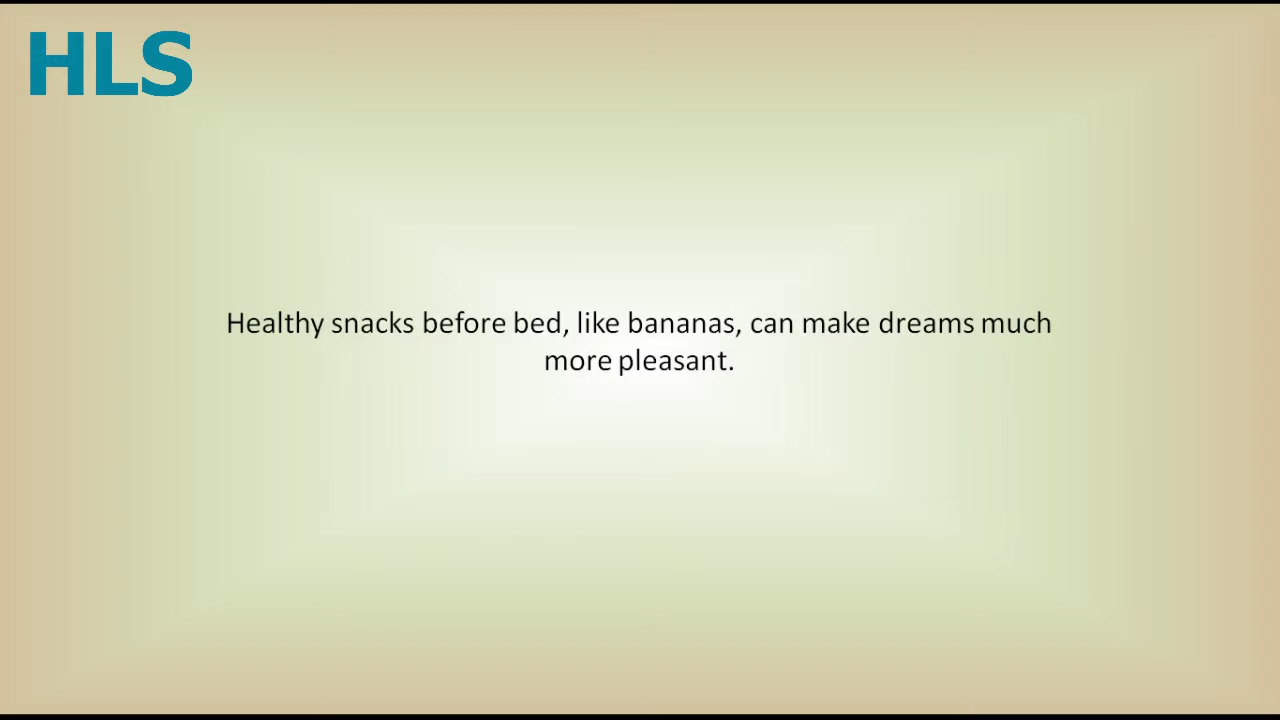 HLS
Healthy snacks before bed, like bananas, can make dreams much
more pleasant.